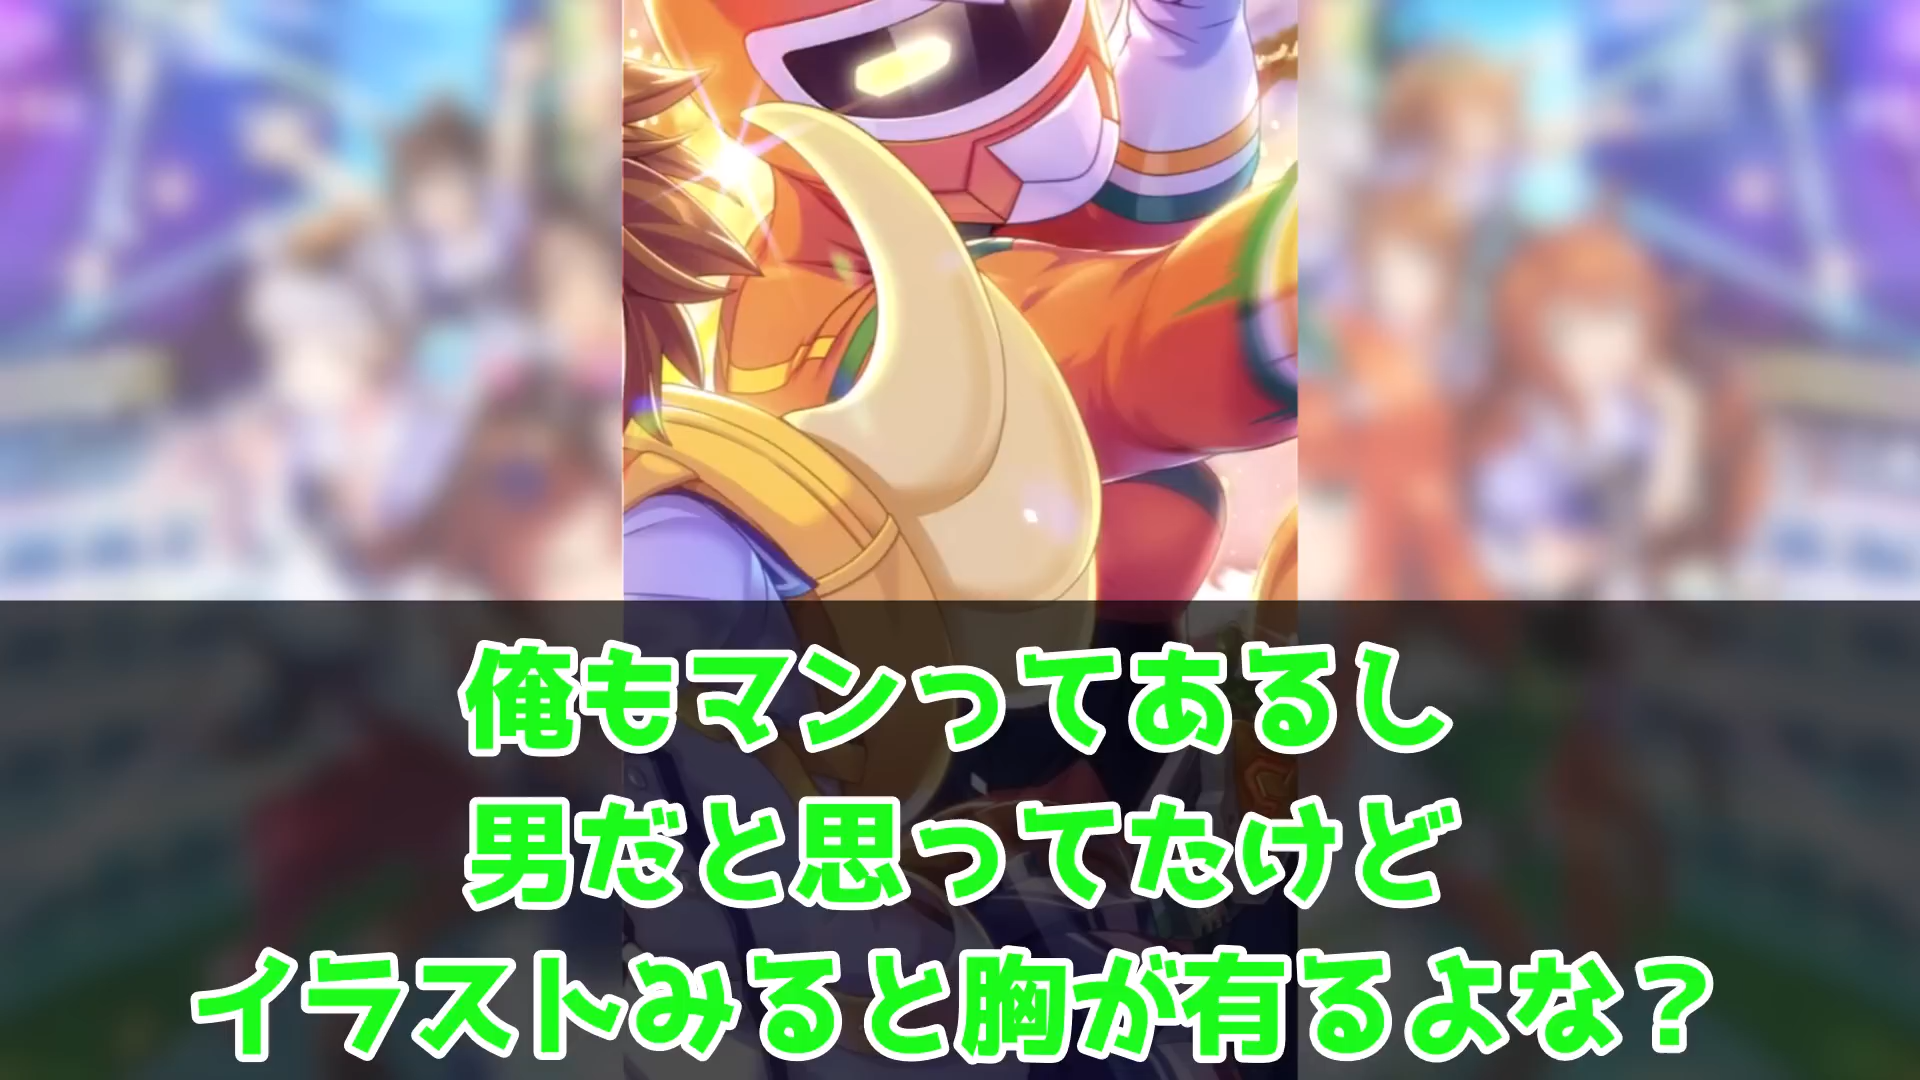 俺もマンってあるし
男だと思ってたけど
イラストみると胸が有るよな？